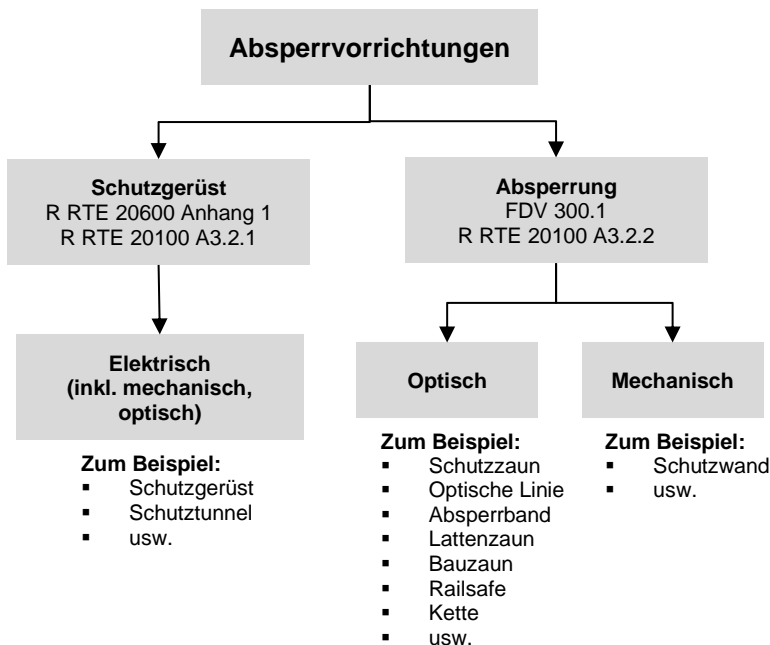 Absperrvorrichtungen
Schutzgerüst
R RTE 20600 Anhang 1
R RTE 20100 A3.2.1
Absperrung
FDV 300.1
R RTE 20100 A3.2.2
Elektrisch
(inkl. mechanisch,
optisch)
Zum Beispiel:
▪ Schutzgerüst
▪ Schutztunnel
▪ usw.
Optisch
Zum Beispiel:
▪ Schutzzaun
▪ Optische Linie
▪ Absperrband
▪ Lattenzaun
▪ Bauzaun
▪ Railsafe
▪ Kette
▪ usw.
Mechanisch
Zum Beispiel:
▪ Schutzwand
▪ usw.